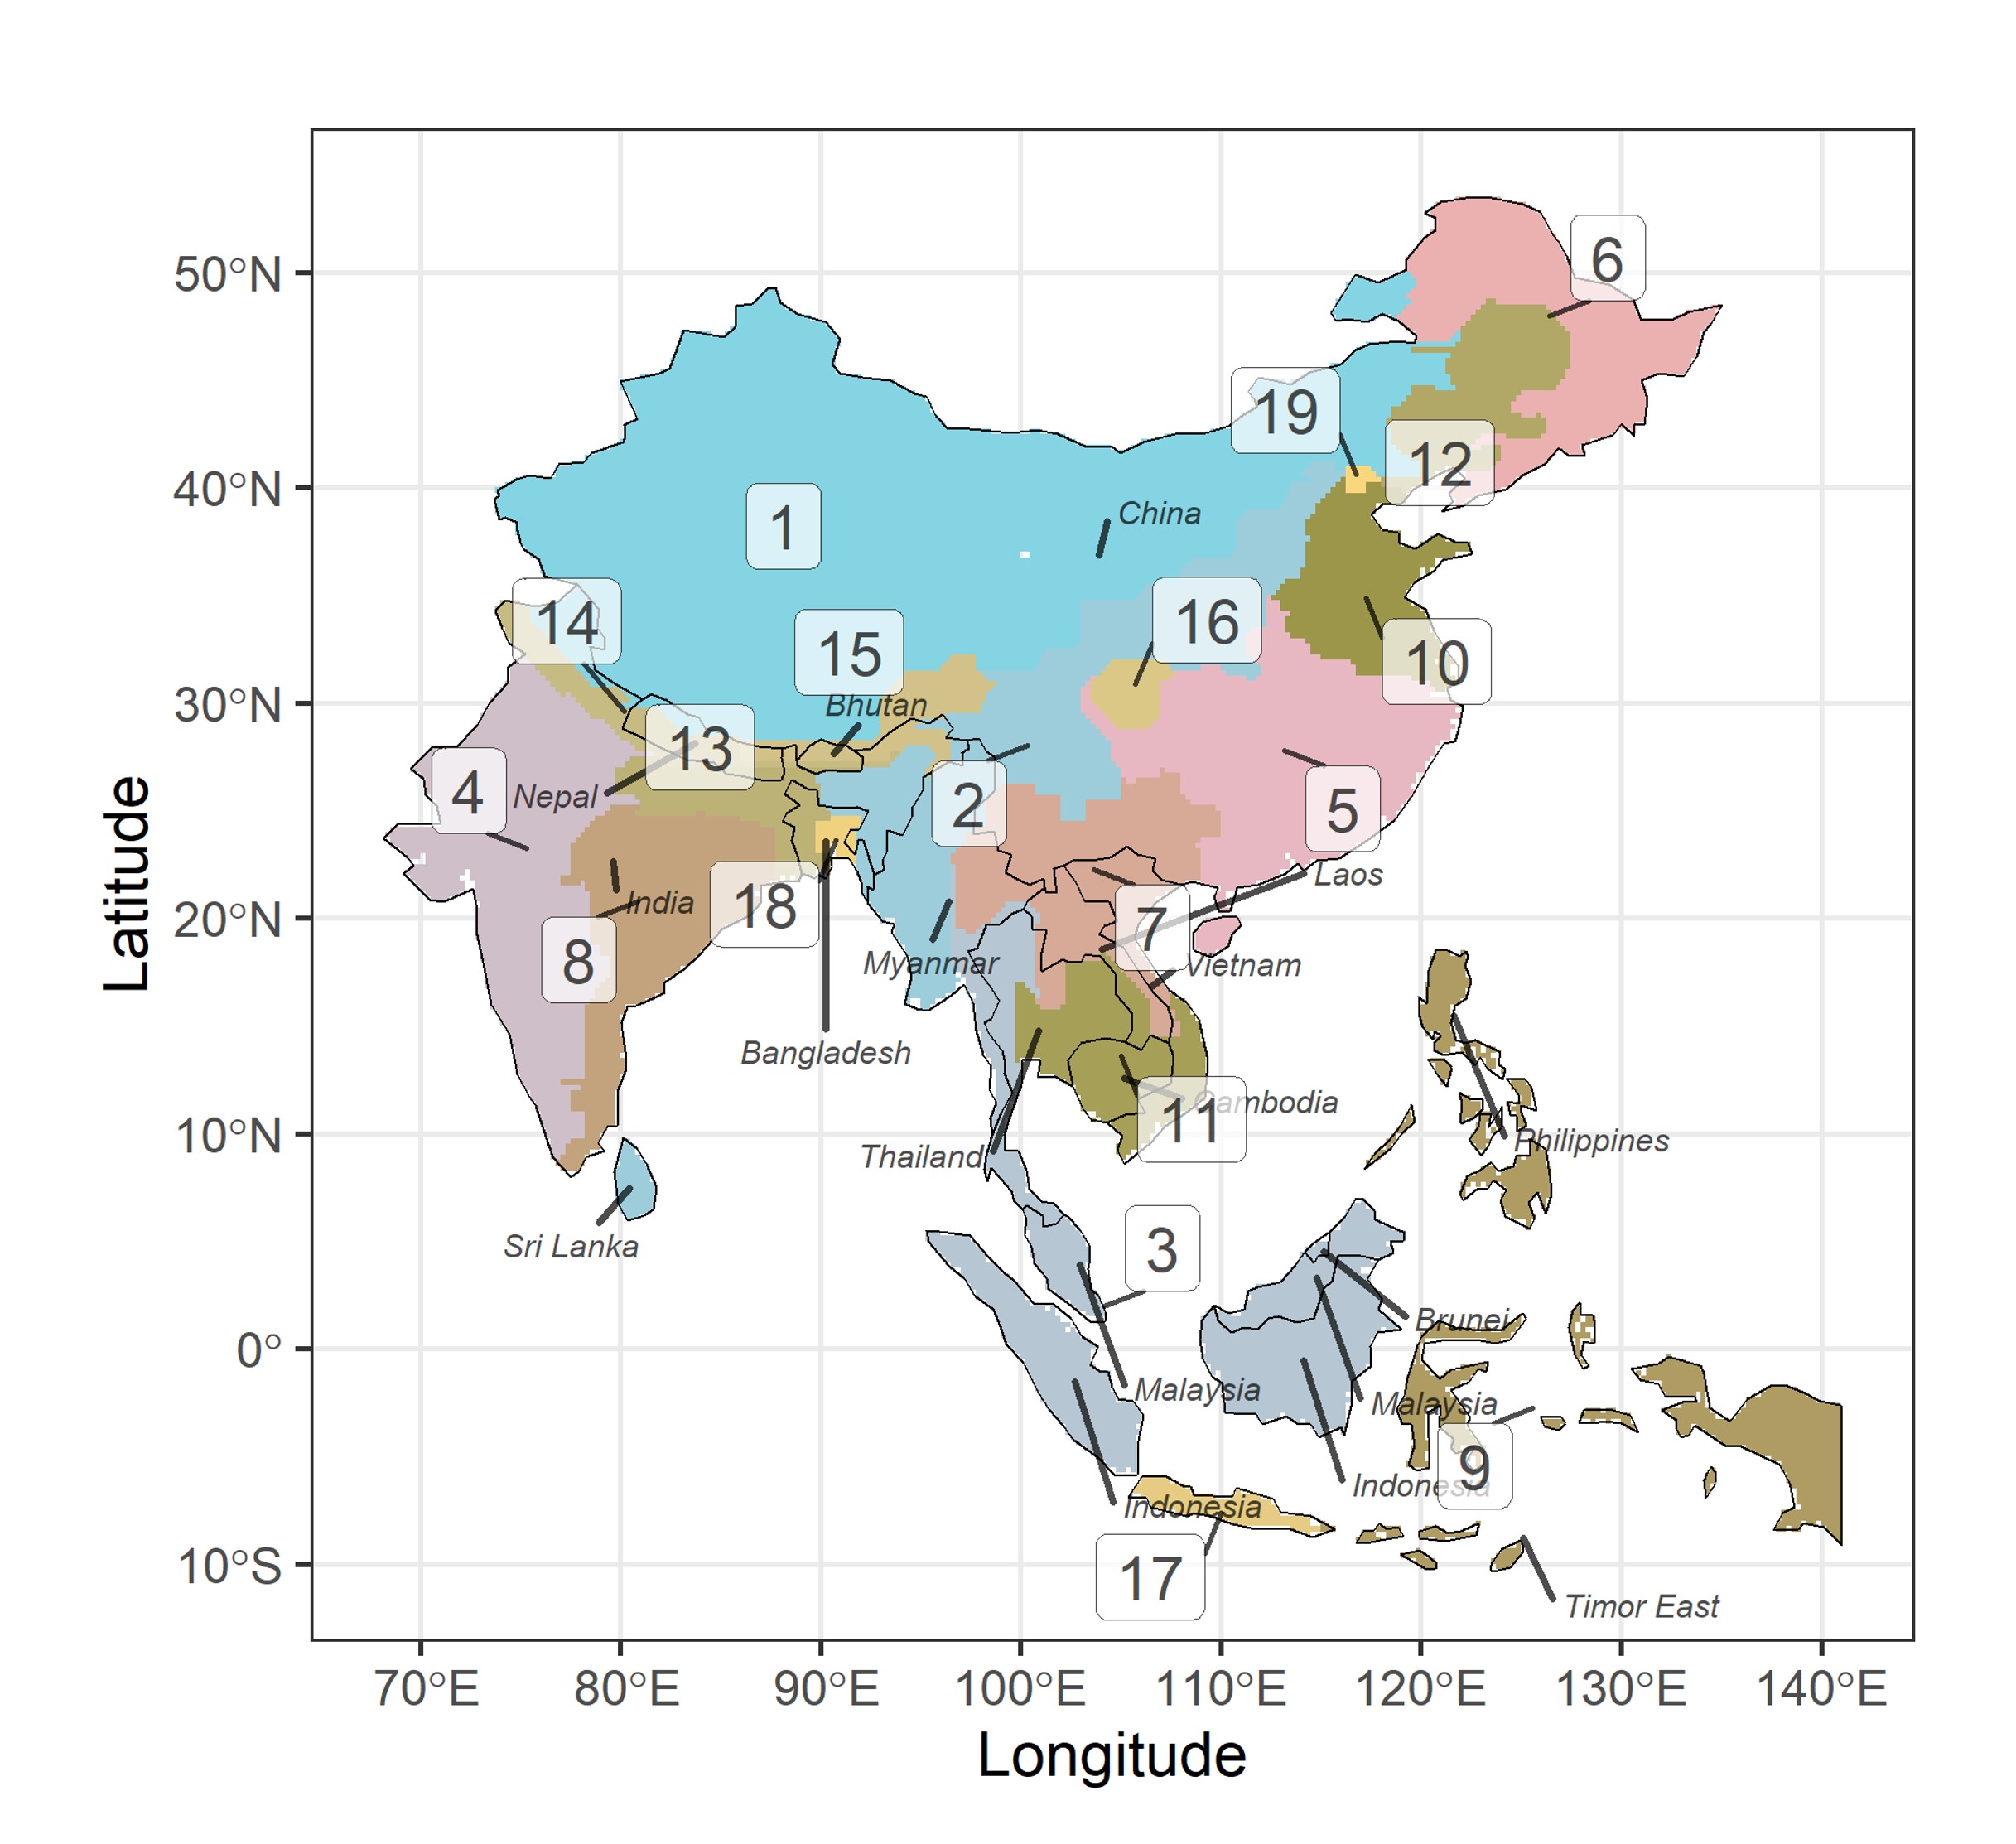 6
50°N
19
12
40°N
China
1
14
16
15
10
30°N
Bhutan
13
4
Nepal
2
5
Laos
India
18
7
20°N
8
Myanmar
Vietnam
Bangladesh
Cambodia
11
10°N
Philippines
Thailand
Sri Lanka
3
Brunei
0°
Malaysia
Malaysia
9
Indonesia
Indonesia
10°S
17
Timor East
70°E 80°E 90°E 100°E 110°E 120°E 130°E 140°E
Longitude
Latitude